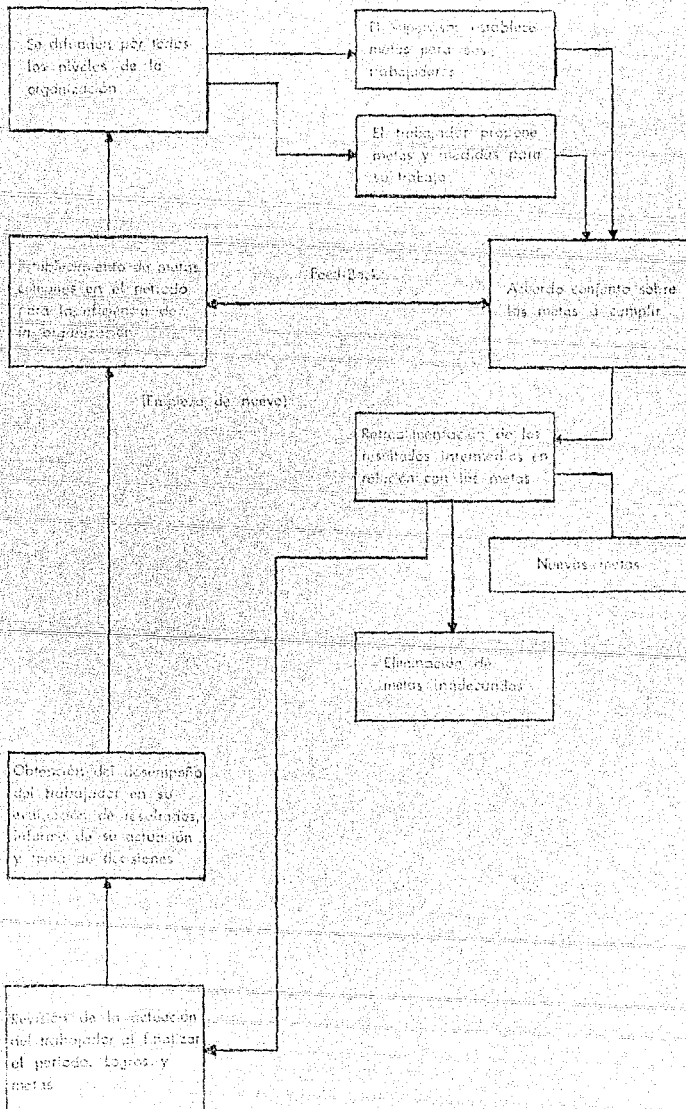 Se difunden por todos
los niveles de la
organización
El supervisor establece
metas para sus
trabajadores
El trabajador propone
metas y medidas para
su trabajo
Establecimiento de metas
comunes en el periodo
para la eficiencia de
la organización
Feed-Back
Acuerdo conjunto sobre
las metas a cumplir
(Empieza de nuevo)
Retroalimentación de los
resultados intermedios en
relación con las metas
Nuevas metas
Eliminación de
metas inadecuadas
Obtención del desempeño
del trabajador en su
evaluación de resultados,
informe de su actuación
y toma de decisiones
Revisión de la actuación
del trabajador al finalizar
el periodo. Logros y
metas